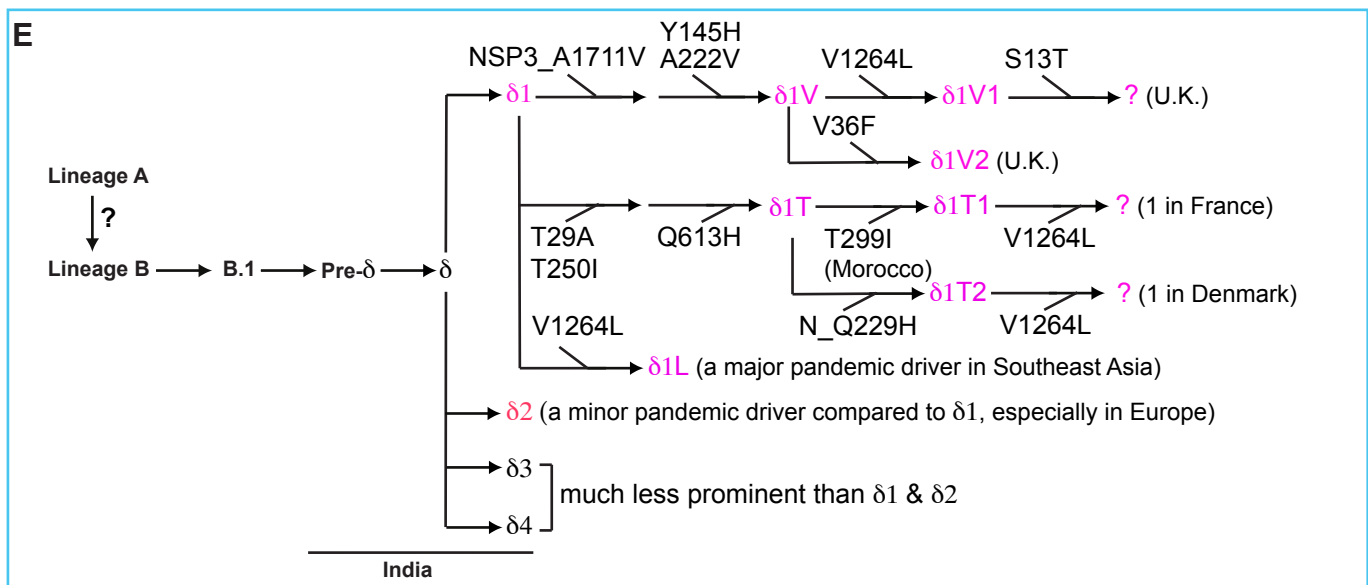 E
Y145H
NSP3_A1711V A222V V1264L S13T
δ1 δ1V δ1V1 ? (U.K.)
V36F
δ1V2 (U.K.)
Lineage A
?
δ1T δ1T1 ? (1 in France)
T29A Q613H T299I V1264L
T250I (Morocco)
Lineage B B.1 Pre-δ δ
δ1T2 ? (1 in Denmark)
V1264L N_Q229H V1264L
δ1L (a major pandemic driver in Southeast Asia)
δ2 (a minor pandemic driver compared to δ1, especially in Europe)
δ3
much less prominent than δ1 & δ2
δ4
India